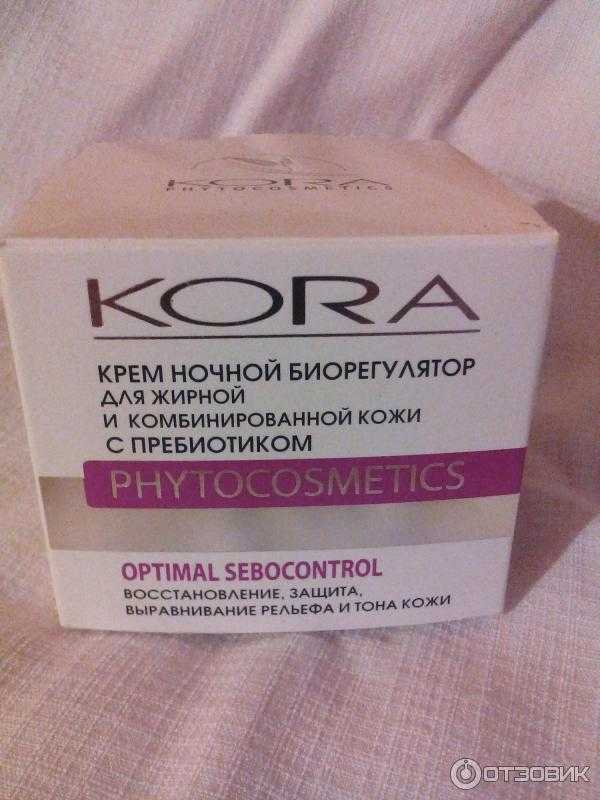 KORA
PHYTOCOSMETICS
KORA
КРЕМ НОЧНОЙ БИОРЕГУЛЯТОР
ДЛЯ ЖИРНОЙ
И КОМБИНИРОВАННОЙ КОЖИ
С ПРЕБИОТИКОМ
PHYTOCOSMETICS
OPTIMAL SEBOCONTROL
ВОССТАНОВЛЕНИЕ, ЗАЩИТА,
ВЫРАВНИВАНИЕ РЕЛЬЕФА И ТОНА КОЖИ
ОТЗОВИК